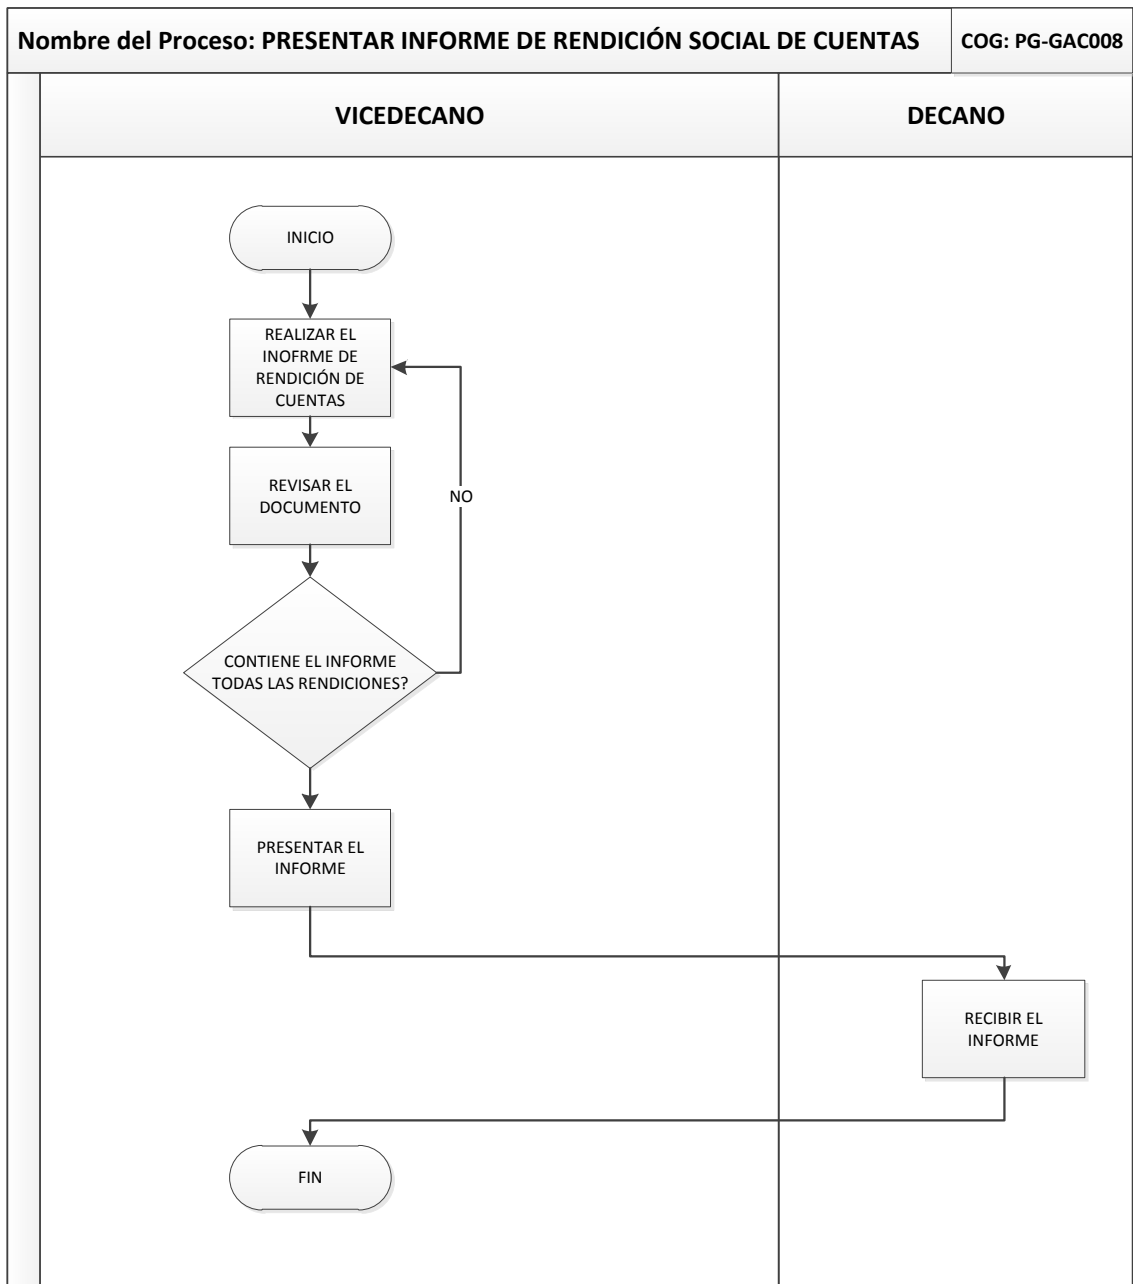 Nombre del Proceso: PRESENTAR INFORME DE RENDICIÓN SOCIAL DE CUENTAS
COG: PG-GAC008
VICEDECANO
DECANO
INICIO
REALIZAR EL
INOFRME DE
RENDICIÓN DE
CUENTAS
REVISAR EL
DOCUMENTO
NO
CONTIENE EL INFORME
TODAS LAS RENDICIONES?
PRESENTAR EL
INFORME
RECIBIR EL
INFORME
FIN